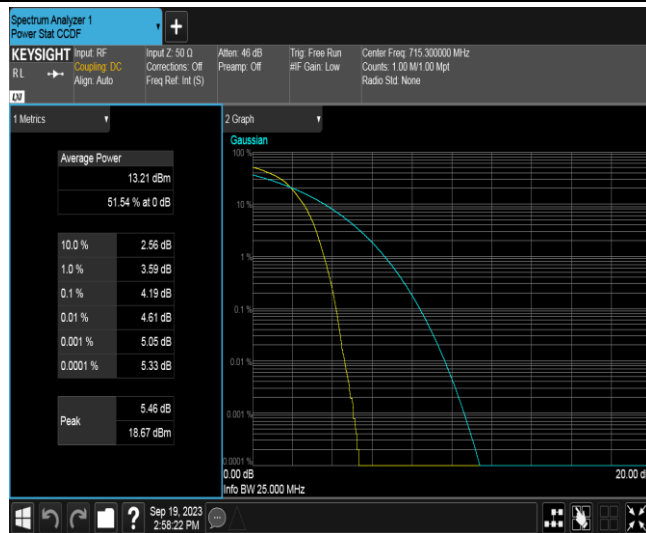 Spectrum Analyzer 1
Power Stat CCDF
+
KEYSIGHT
RL
Input: RF
Coupling: DC
Align: Auto
Input Z: 50 Ω
Corrections: Off
Freq Ref: Int (S)
Atten: 46 dB
Preamp: Off
Trig: Free Run
#IF Gain: Low
Center Freq: 715.300000 MHz
Counts: 1.00 M/1.00 Mpt
Radio Std: None
1 Metrics
Average Power
13.21 dBm
51.54 % at 0 dB
10.0 % 2.56 dB
1.0 % 3.59 dB
0.1 % 4.19 dB
0.01 % 4.61 dB
0.001 % 5.05 dB
0.0001 % 5.33 dB
Peak
5.46 dB
18.67 dBm
2 Graph
Gaussian
100 %
10 %
1 %
0.1 %
0.01 %
0.001 %
0.0001 %
0.00 dB
20.00 d
Info BW 25.000 MHz
?
Sep 19, 2023
2:58:22 PM